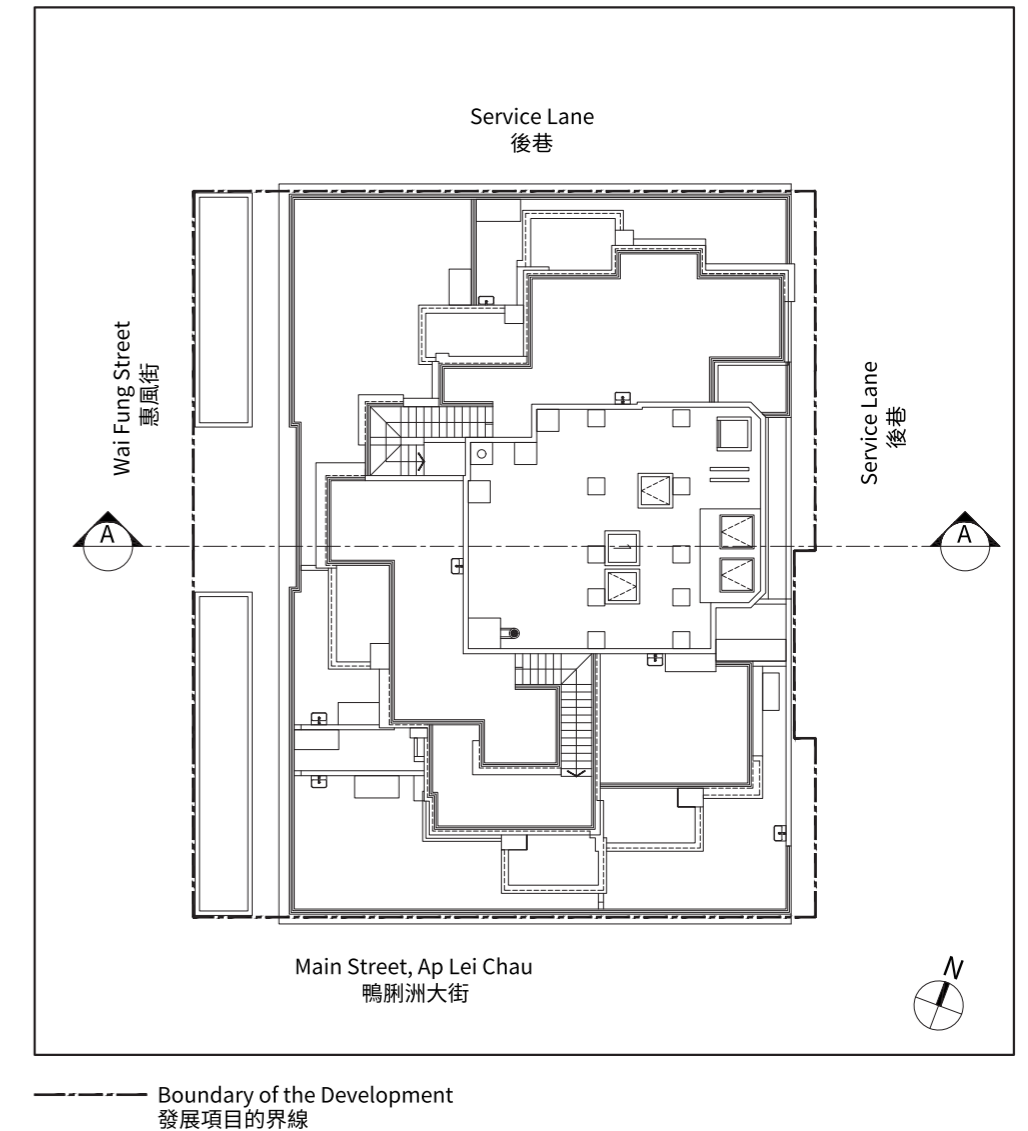 Service Lane
後巷
Wai Fung Street
惠風街
Service Lane
後巷
A
A
Main Street, Ap Lei Chau
鴨脷洲大街
N
Boundary of the Development
發展項目的界線